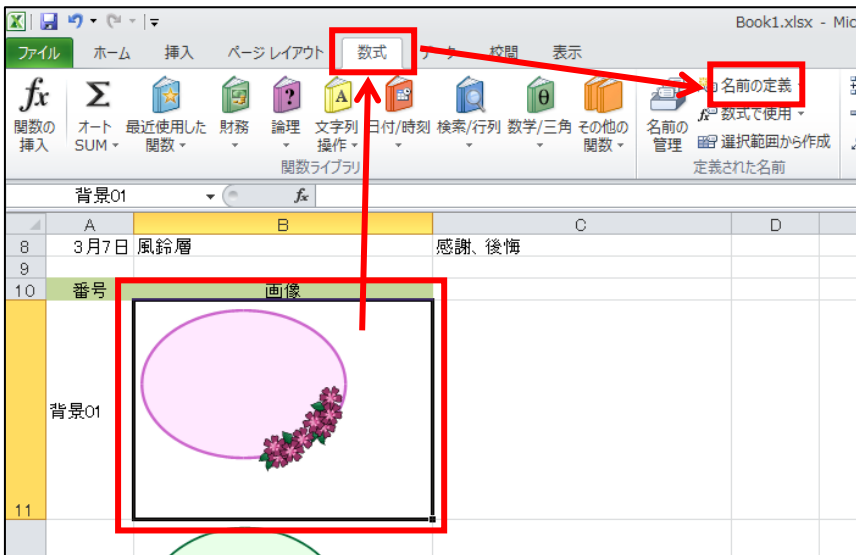 Book1.xlsx - Mic
ファイル ホーム 挿入 ページ レイアウト 数式 校閲 表示
fx 関数の挿入
Σ オート SUM
最近使用した関数
財務
論理
文字列操作
日付/時刻
検索/行列
数学/三角
その他の関数
関数ライブラリ
名前の管理
名前の定義
数式で使用
選択範囲から作成
定義された名前
背景01 fx
A B C D
8 3月7日 風鈴層 感謝、後悔
9
10 番号 画像
背景01
11